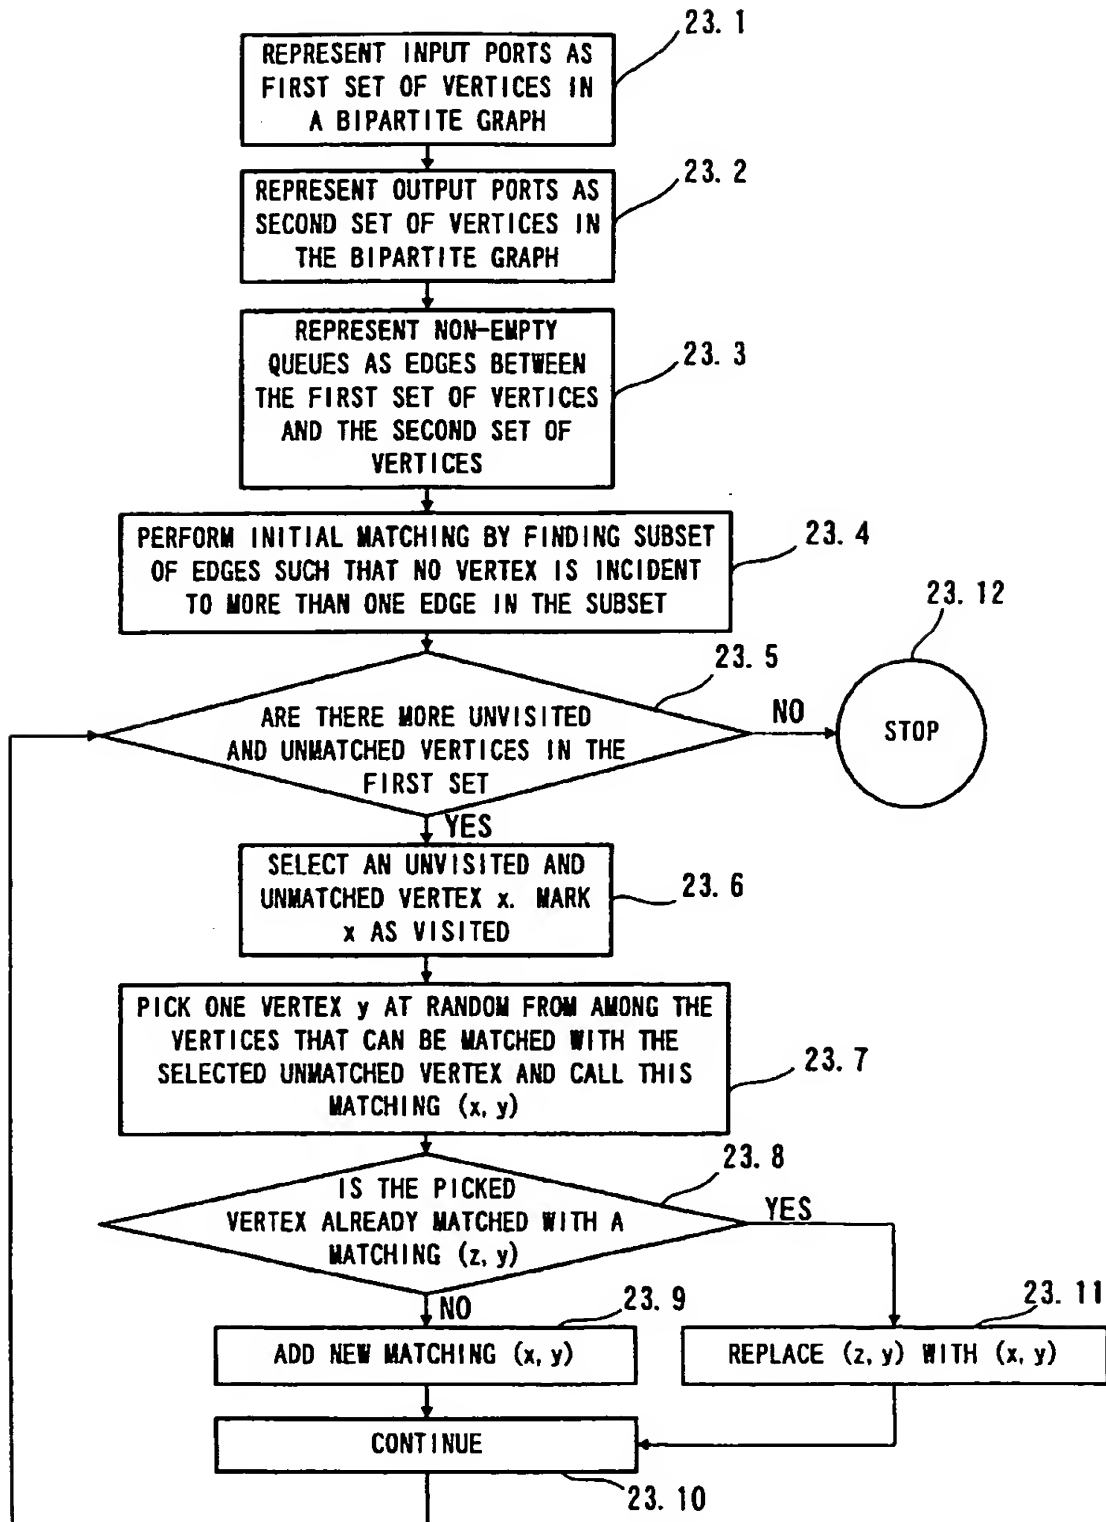 23. 1
REPRESENT INPUT PORTS AS
FIRST SET OF VERTICES IN
A BIPARTITE GRAPH
23. 2
REPRESENT OUTPUT PORTS AS
SECOND SET OF VERTICES IN
THE BIPARTITE GRAPH
23. 3
REPRESENT NON-EMPTY
QUEUES AS EDGES BETWEEN
THE FIRST SET OF VERTICES
AND THE SECOND SET OF
VERTICES
23. 4
PERFORM INITIAL MATCHING BY FINDING SUBSET
OF EDGES SUCH THAT NO VERTEX IS INCIDENT
TO MORE THAN ONE EDGE IN THE SUBSET
23. 12
23. 5
ARE THERE MORE UNVISITED
AND UNMATCHED VERTICES IN THE
FIRST SET
NO
STOP
YES
SELECT AN UNVISITED AND
UNMATCHED VERTEX x. MARK
x AS VISITED
23. 6
PICK ONE VERTEX y AT RANDOM FROM AMONG THE
VERTICES THAT CAN BE MATCHED WITH THE
SELECTED UNMATCHED VERTEX AND CALL THIS
MATCHING (x, y)
23. 7
23. 8
IS THE PICKED
VERTEX ALREADY MATCHED WITH A
MATCHING (z, y)
YES
NO
23. 9
23. 11
ADD NEW MATCHING (x, y)
REPLACE (z, y) WITH (x, y)
CONTINUE
23. 10